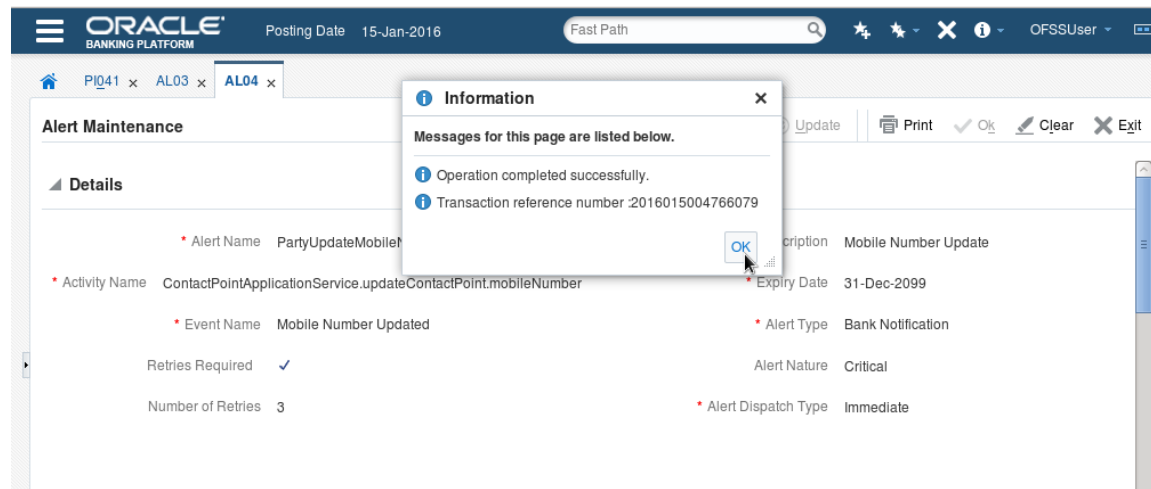 ORACLE
BANKING PLATFORM
Posting Date 15-Jan-2016
Fast Path
OFSSUser
PI041 x AL03 x AL04 x
Alert Maintenance
Update Print Ok Clear Exit
Information
Messages for this page are listed below.
Operation completed successfully.
Transaction reference number :2016015004766079
OK
Details
* Alert Name PartyUpdateMobile
Mobile Number Update
* Activity Name ContactPointApplicationService.updateContactPoint.mobileNumber
* Expiry Date 31-Dec-2099
* Event Name Mobile Number Updated
* Alert Type Bank Notification
Retries Required ✓
Alert Nature Critical
Number of Retries 3
* Alert Dispatch Type Immediate